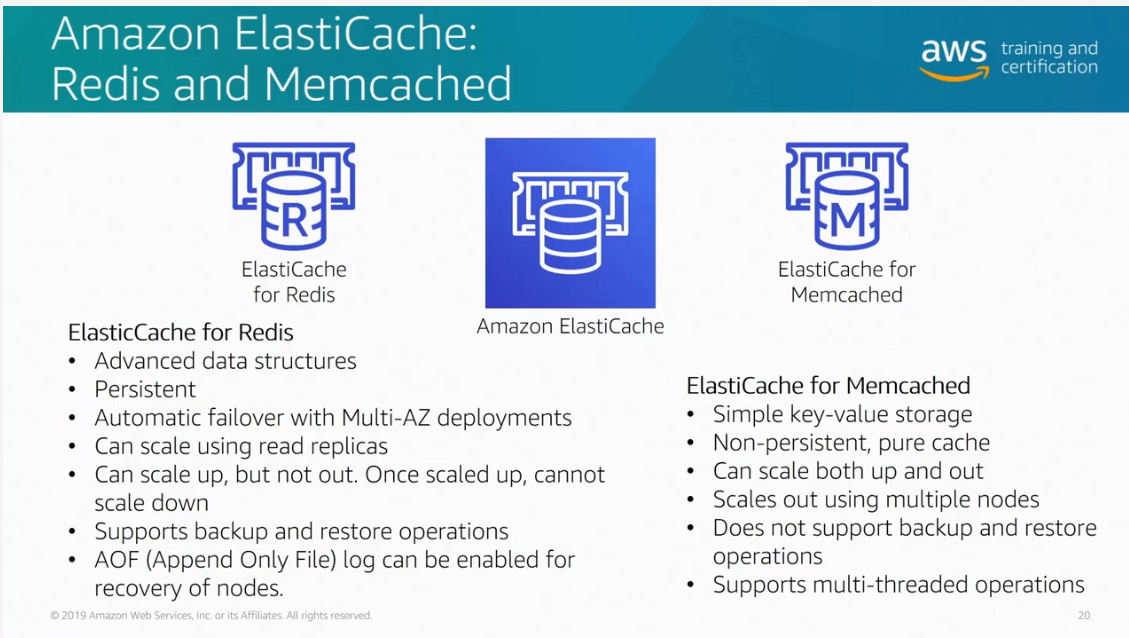 Amazon ElastiCache:
Redis and Memcached
aws training and
certification
R
ElastiCache
for Redis
Amazon ElastiCache
M
ElastiCache for
Memcached
ElasticCache for Redis
• Advanced data structures
• Persistent
• Automatic failover with Multi-AZ deployments
• Can scale using read replicas
• Can scale up, but not out. Once scaled up, cannot
scale down
• Supports backup and restore operations
• AOF (Append Only File) log can be enabled for
recovery of nodes.
ElastiCache for Memcached
• Simple key-value storage
• Non-persistent, pure cache
• Can scale both up and out
• Scales out using multiple nodes
• Does not support backup and restore
operations
• Supports multi-threaded operations
© 2019 Amazon Web Services, Inc. or its Affiliates. All rights reserved.
20